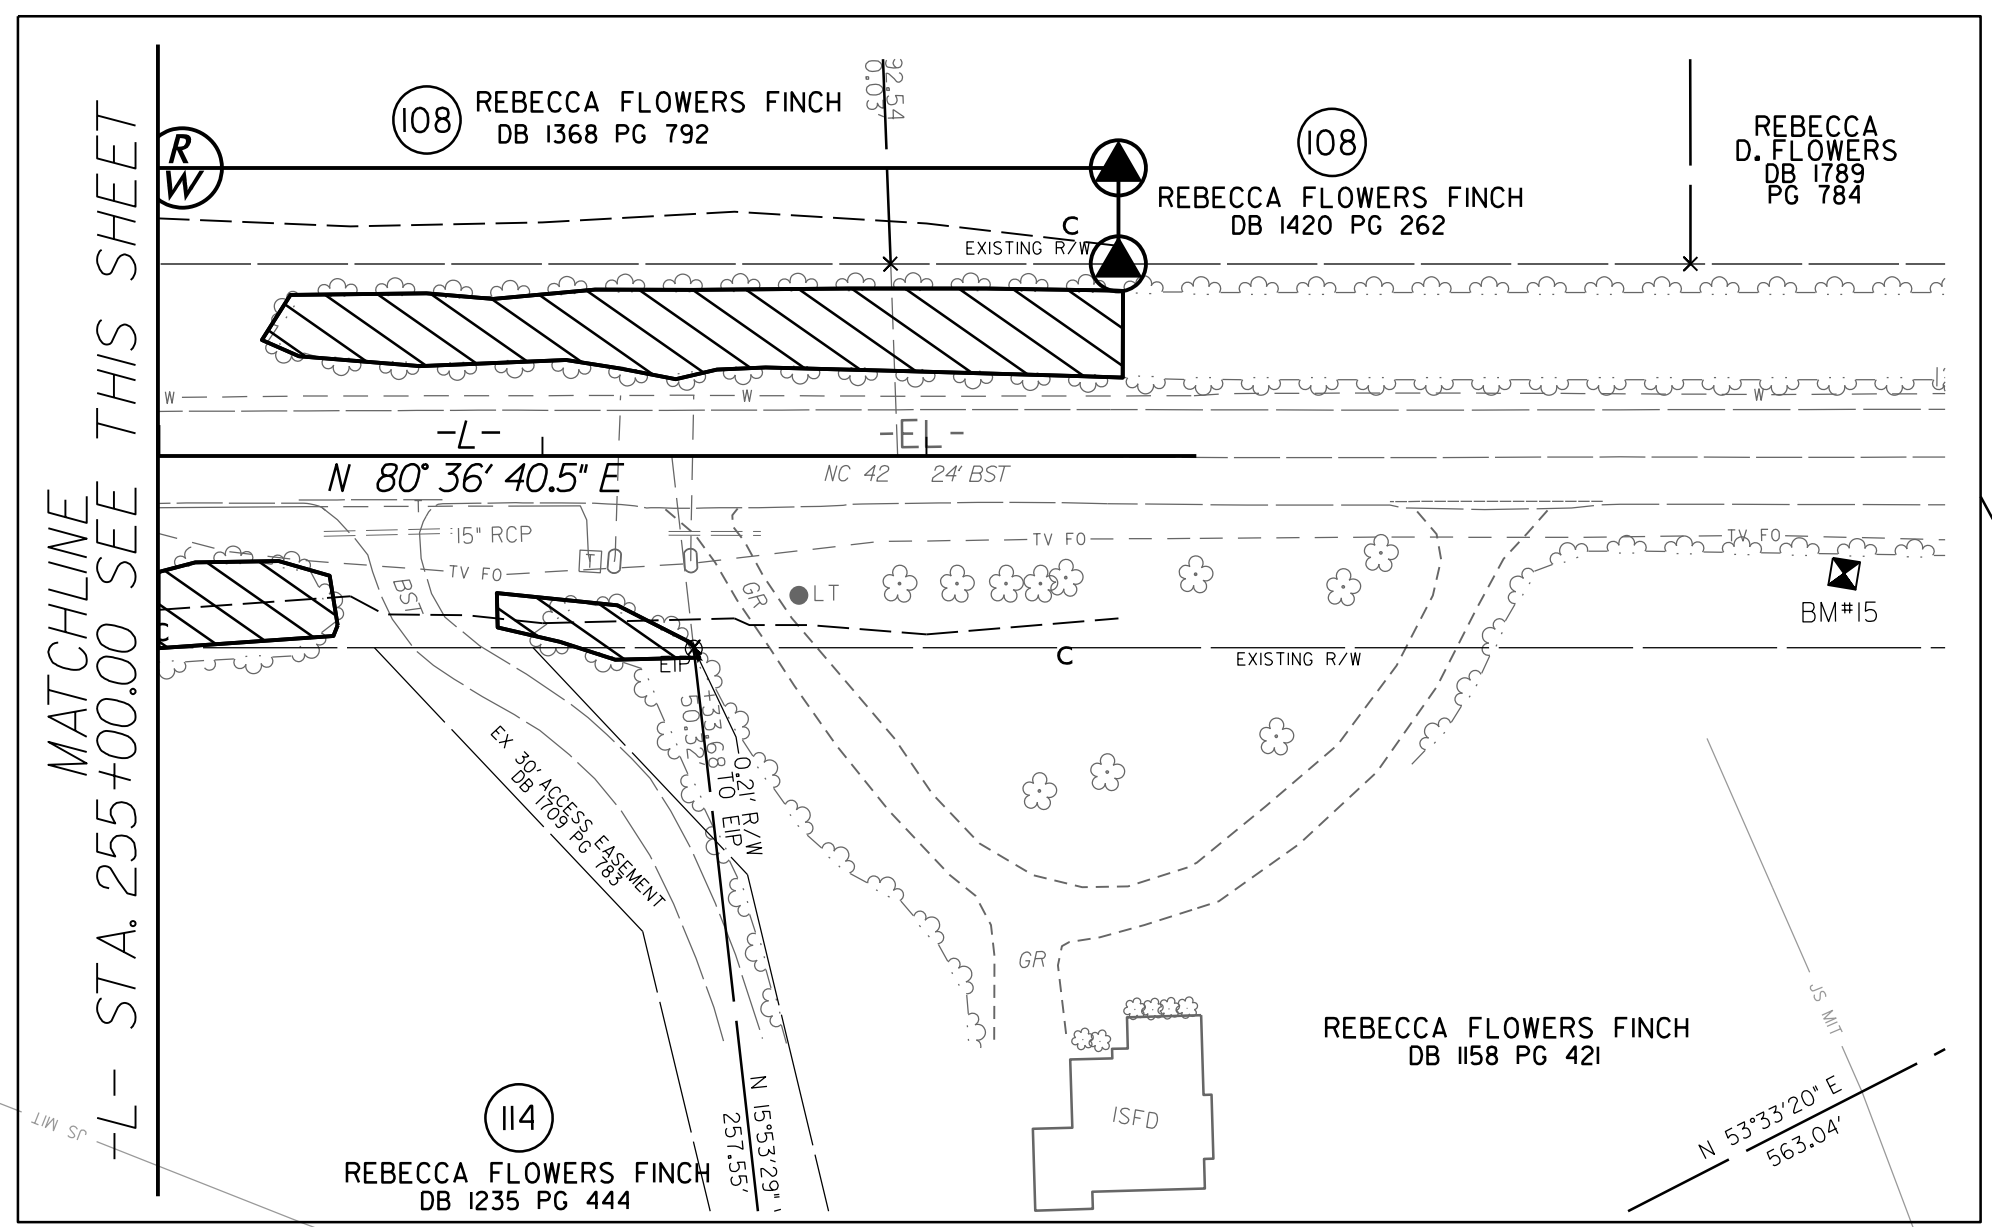 MATCHLINE
-L- STA. 255+00.00 SEE THIS SHEET
R
W
108
REBECCA FLOWERS FINCH
DB 1368 PG 792
92.54
0.03'
108
REBECCA FLOWERS FINCH
DB 1420 PG 262
REBECCA
D. FLOWERS
DB 1789
PG 784
C
EXISTING R/W
W
W
W
-L-
-EL-
N 80° 36' 40.5" E
NC 42
24' BST
T
15" RCP
TV FO
T
TV FO
TV FO
BST
GR
LT
BM#15
C
C
EXISTING R/W
EIP
+33.68
50.32'
0.21' R/W
TO EIP
EX 30' ACCESS EASEMENT
DB 1709 PG 783
GR
ISFD
REBECCA FLOWERS FINCH
DB 1158 PG 421
JS MIT
N 53°33'20" E
563.04'
N 15°53'29"
257.55'
114
REBECCA FLOWERS FINCH
DB 1235 PG 444
JS MIT